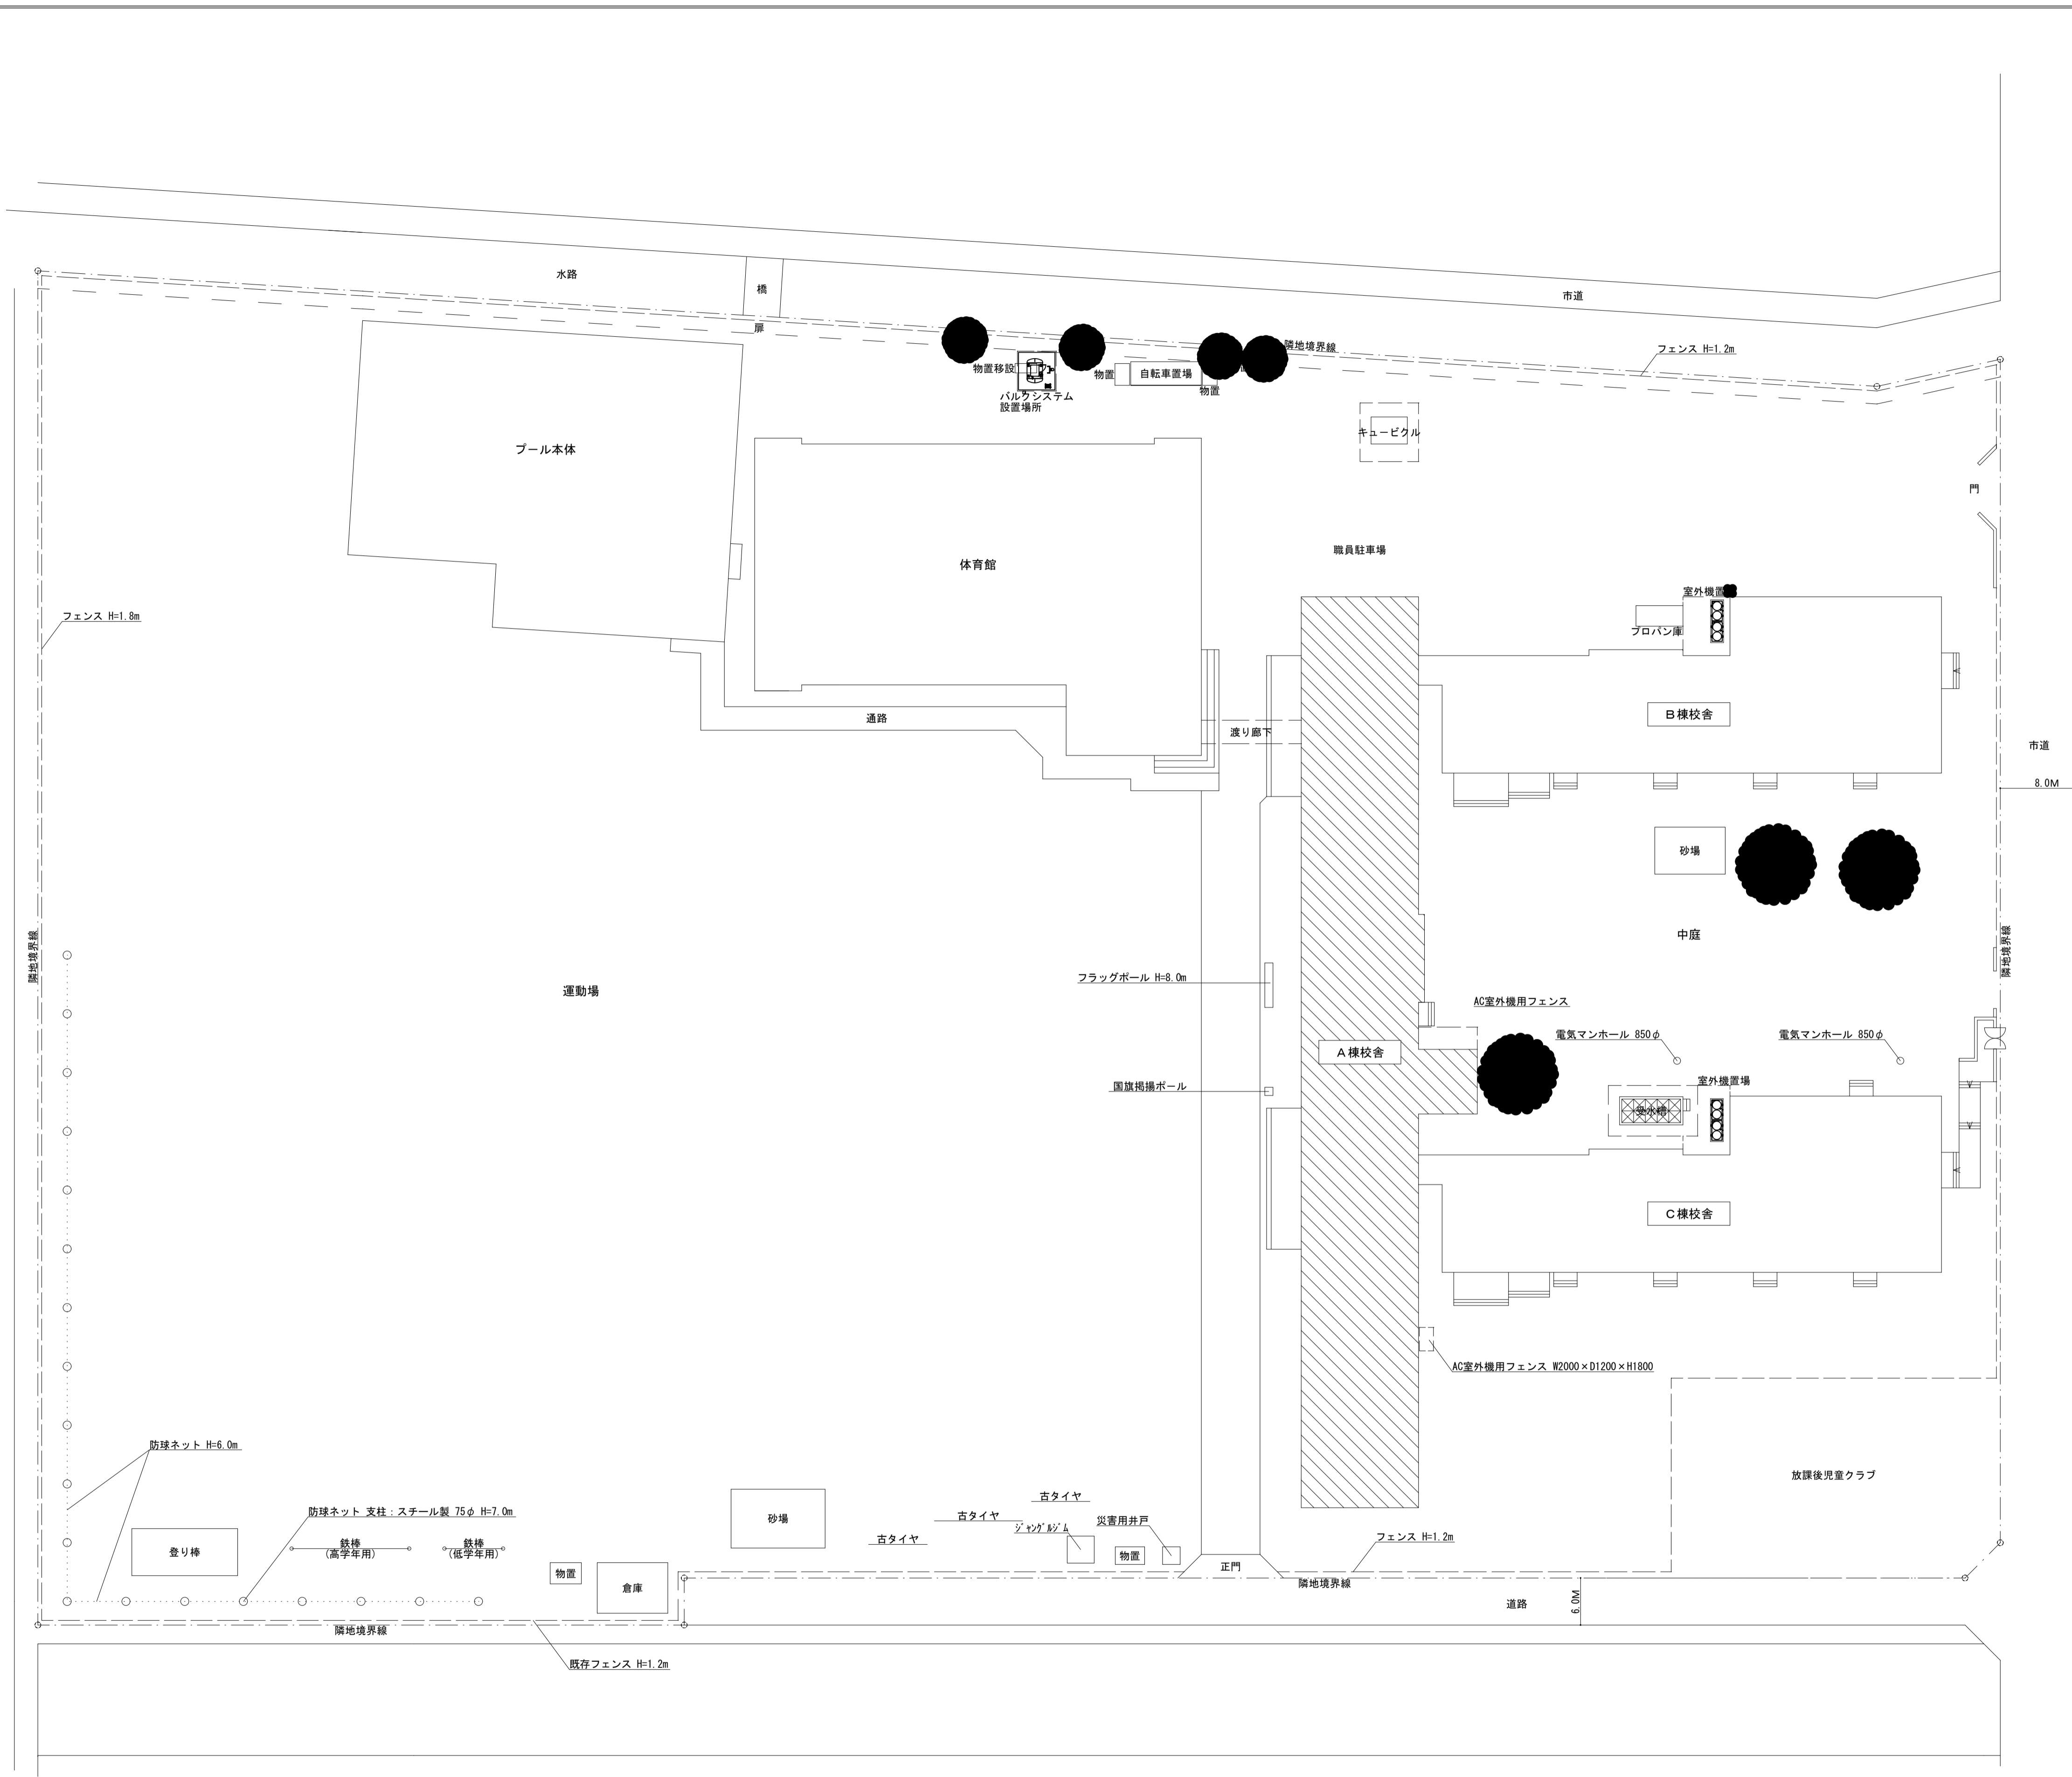 水路
橋
扉
市道
隣地境界線
フェンス H=1.2m
物置移設
バルクシステム
設置場所
物置
自転車置場
物置
キュービクル
プール本体
門
体育館
職員駐車場
室外機置
プロパン庫
フェンス H=1.8m
B棟校舎
通路
渡り廊下
市道
8.0M
砂場
中庭
隣地境界線
隣地境界線
運動場
フラッグポール H=8.0m
AC室外機用フェンス
電気マンホール 850φ
電気マンホール 850φ
A棟校舎
国旗掲揚ポール
室外機置場
受水槽
C棟校舎
AC室外機用フェンス W2000×D1200×H1800
防球ネット H=6.0m
放課後児童クラブ
防球ネット 支柱:スチール製 75φ H=7.0m
砂場
古タイヤ
古タイヤ
古タイヤ
ジャングルジム
災害用井戸
フェンス H=1.2m
登り棒
鉄棒
(高学年用)
鉄棒
(低学年用)
物置
倉庫
物置
正門
隣地境界線
道路
6.0M
隣地境界線
既存フェンス H=1.2m